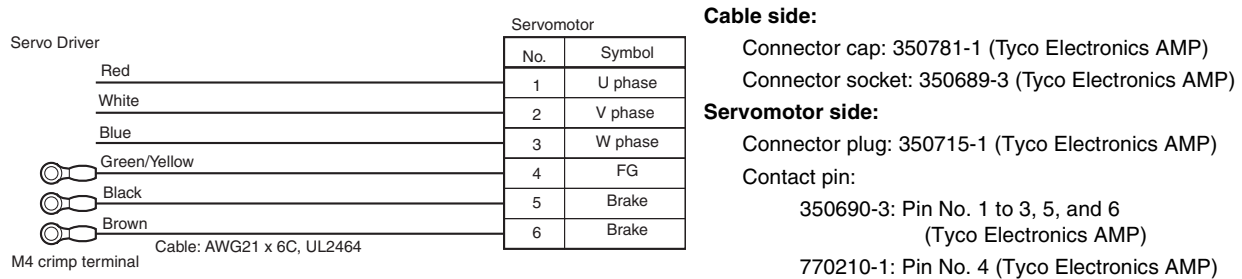 Servo Driver
Servomotor
No. Symbol
Red 1 U phase
White 2 V phase
Blue 3 W phase
Green/Yellow 4 FG
Black 5 Brake
Brown 6 Brake
Cable: AWG21 x 6C, UL2464
M4 crimp terminal
Cable side:
Connector cap: 350781-1 (Tyco Electronics AMP)
Connector socket: 350689-3 (Tyco Electronics AMP)
Servomotor side:
Connector plug: 350715-1 (Tyco Electronics AMP)
Contact pin:
350690-3: Pin No. 1 to 3, 5, and 6
(Tyco Electronics AMP)
770210-1: Pin No. 4 (Tyco Electronics AMP)